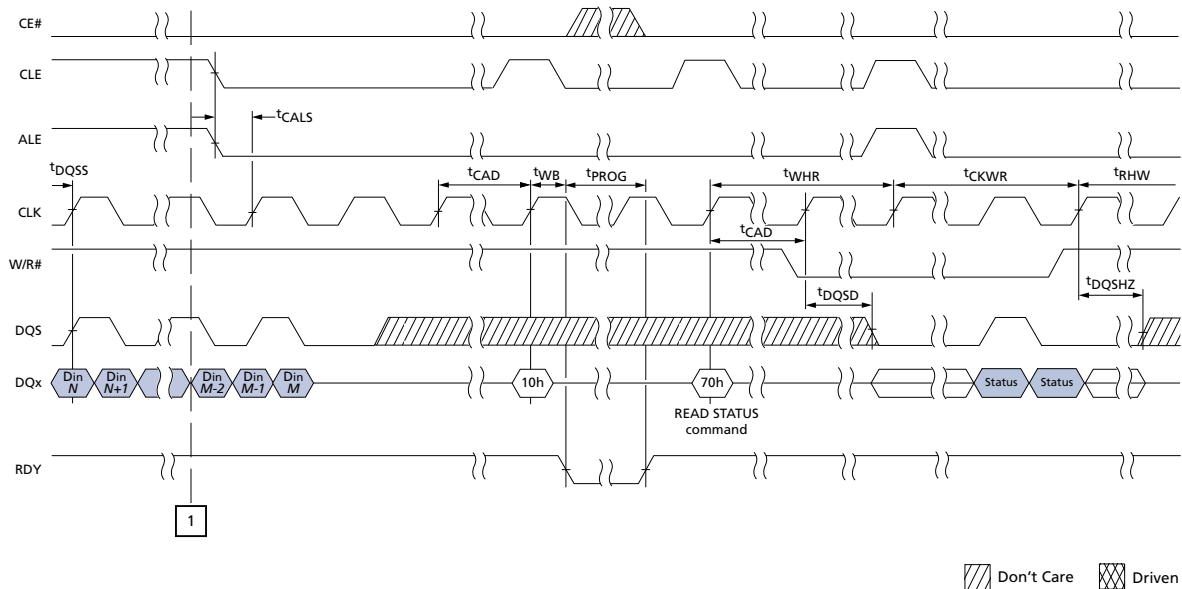 CE#
CLE
tCALS
ALE
tDQSS
tCAD
tWB
tPROG
tWHR
tCKWR
tRHW
CLK
tCAD
W/R#
tDQSD
tDQSHZ
DQS
DQx
Din N
Din N+1
Din M-2
Din M-1
Din M
10h
70h
Status
Status
READ STATUS
command
RDY
1
Don't Care
Driven